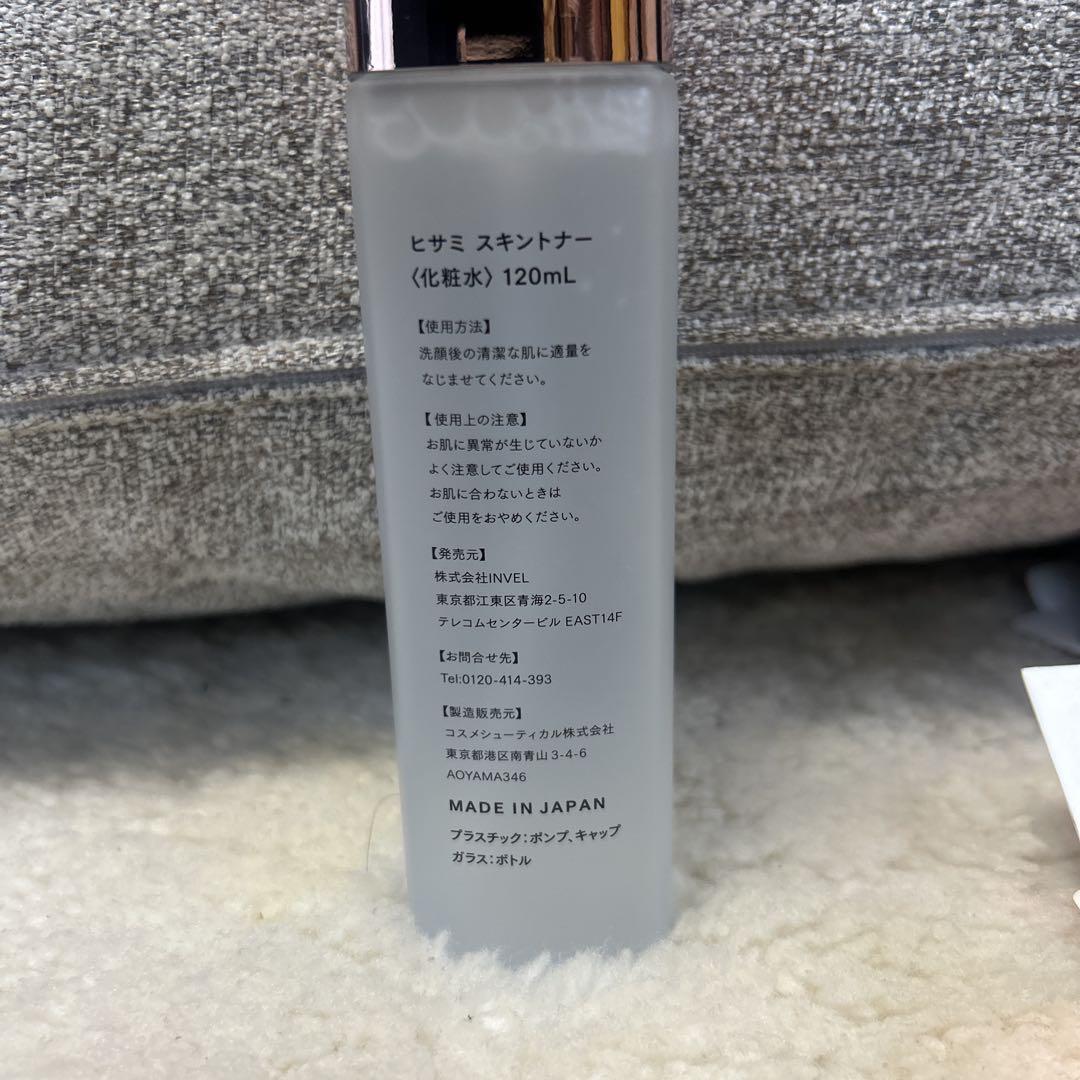 ヒサミ スキントナー
〈化粧水〉 120mL
【使用方法】
洗顔後の清潔な肌に適量を
なじませてください。
【使用上の注意】
お肌に異常が生じていないか
よく注意してご使用ください。
お肌に合わないときは
ご使用をおやめください。
【発売元】
株式会社INVEL
東京都江東区青海2-5-10
テレコムセンタービル EAST14F
【お問合せ先】
Tel:0120-414-393
【製造販売元】
コスメシューティカル株式会社
東京都港区南青山 3-4-6
AOYAMA346
MADE IN JAPAN
プラスチック：ポンプ、キャップ
ガラス：ボトル